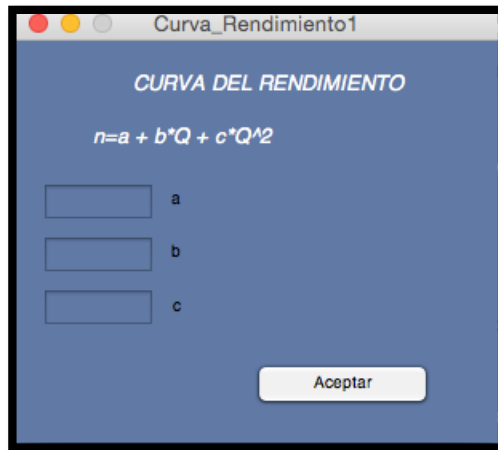 Curva_Rendimiento1
CURVA DEL RENDIMIENTO
n=a + b*Q + c*Q^2
a
b
c
Aceptar